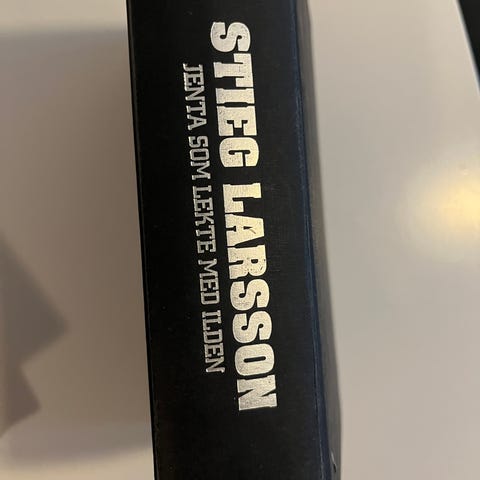 STIEG LARSSON
JENTA SOM LEKTE MED ILDEN